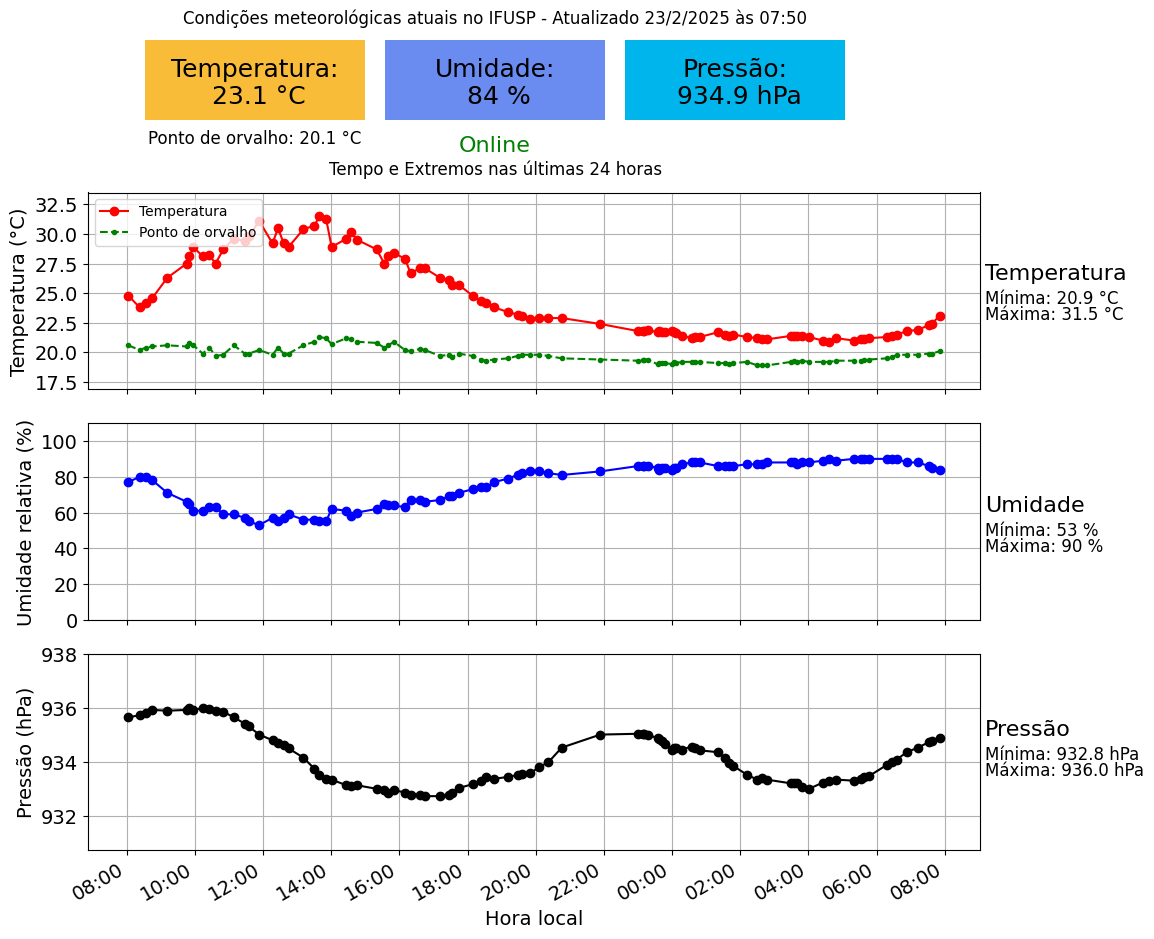 Condições meteorológicas atuais no IFUSP - Atualizado 23/2/2025 às 07:50
Temperatura:
23.1 °C
Umidade:
84 %
Pressão:
934.9 hPa
Ponto de orvalho: 20.1 °C
Online
Tempo e Extremos nas últimas 24 horas
Temperatura (°C)
32.5
30.0
27.5
25.0
22.5
20.0
17.5
Temperatura
Ponto de orvalho
Temperatura
Mínima: 20.9 °C
Máxima: 31.5 °C
Umidade relativa (%)
100
80
60
40
20
0
Umidade
Mínima: 53 %
Máxima: 90 %
Pressão (hPa)
938
936
934
932
Pressão
Mínima: 932.8 hPa
Máxima: 936.0 hPa
08:00 10:00 12:00 14:00 16:00 18:00 20:00 22:00 00:00 02:00 04:00 06:00 08:00
Hora local